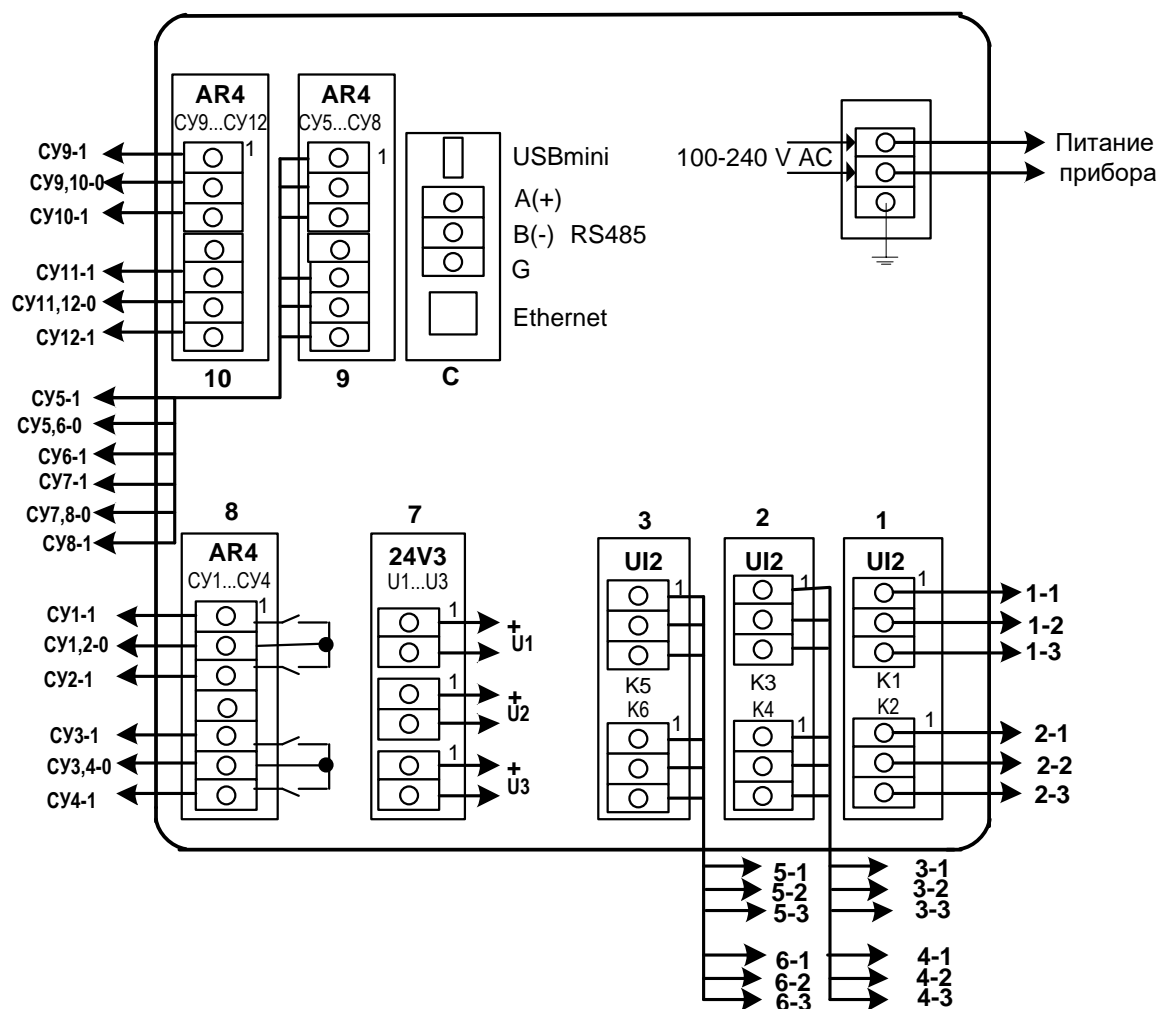 AR4
СУ9...СУ12
1
AR4
СУ5...СУ8
1
СУ9-1
СУ9,10-0
СУ10-1
СУ11-1
СУ11,12-0
СУ12-1
10
9
USBmini
A(+)
B(-) RS485
G
Ethernet
C
100-240 V AC
Питание
прибора
СУ5-1
СУ5,6-0
СУ6-1
СУ7-1
СУ7,8-0
СУ8-1
8
AR4
СУ1...СУ4
1
СУ1-1
СУ1,2-0
СУ2-1
СУ3-1
СУ3,4-0
СУ4-1
7
24V3
U1...U3
1
+
U1
1
+
U2
1
+
U3
3
UI2
1
K5
K6
1
2
UI2
1
K3
K4
1
1
UI2
1
K1
K2
1
1-1
1-2
1-3
2-1
2-2
2-3
5-1
5-2
5-3
6-1
6-2
6-3
3-1
3-2
3-3
4-1
4-2
4-3